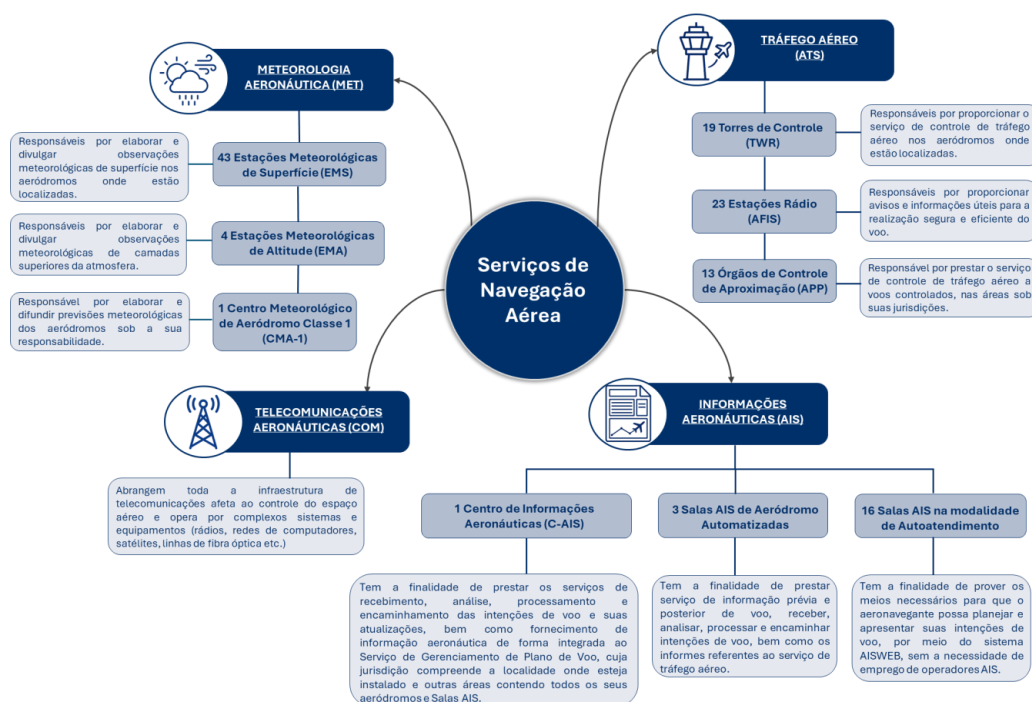 METEOROLOGIA
AERONÁUTICA (MET)
43 Estações Meteorológicas
de Superfície (EMS)
Responsáveis por elaborar e
divulgar observações
meteorológicas de superfície nos
aeródromos onde estão
localizadas.
4 Estações Meteorológicas
de Altitude (EMA)
Responsáveis por elaborar e
divulgar observações
meteorológicas de camadas
superiores da atmosfera.
1 Centro Meteorológico
de Aeródromo Classe 1
(CMA-1)
Responsável por elaborar e
difundir previsões meteorológicas
dos aeródromos sob a sua
responsabilidade.
TRÁFEGO AÉREO
(ATS)
19 Torres de Controle
(TWR)
Responsáveis por proporcionar o
serviço de controle de tráfego
aéreo nos aeródromos onde
estão localizadas.
23 Estações Rádio
(AFIS)
Responsáveis por proporcionar
avisos e informações úteis para a
realização segura e eficiente do
voo.
13 Órgãos de Controle
de Aproximação (APP)
Responsável por prestar o serviço
de controle de tráfego aéreo a
voos controlados, nas áreas sob
suas jurisdições.
Serviços de
Navegação
Aérea
TELECOMUNICAÇÕES
AERONÁUTICAS (COM)
Abrangem toda a infraestrutura de
telecomunicações afeta ao controle do espaço
aéreo e opera por complexos sistemas e
equipamentos (rádios, redes de computadores,
satélites, linhas de fibra óptica etc.)
INFORMAÇÕES
AERONÁUTICAS (AIS)
1 Centro de Informações
Aeronáuticas (C-AIS)
Tem a finalidade de prestar os serviços de
recebimento, análise, processamento e
encaminhamento das intenções de voo e suas
atualizações, bem como fornecimento de
informação aeronáutica de forma integrada ao
Serviço de Gerenciamento de Plano de Voo, cuja
jurisdição compreende a localidade onde esteja
instalado e outras áreas contendo todos os seus
aeródromos e Salas AIS.
3 Salas AIS de Aeródromo
Automatizadas
Tem a finalidade de prestar
serviço de informação prévia e
posterior de voo, receber,
analisar, processar e encaminhar
intenções de voo, bem como os
informes referentes ao serviço de
tráfego aéreo.
16 Salas AIS na modalidade
de Autoatendimento
Tem a finalidade de prover os
meios necessários para que o
aeronavegante possa planejar e
apresentar suas intenções de
voo, por meio do sistema
AISWEB, sem a necessidade de
emprego de operadores AIS.